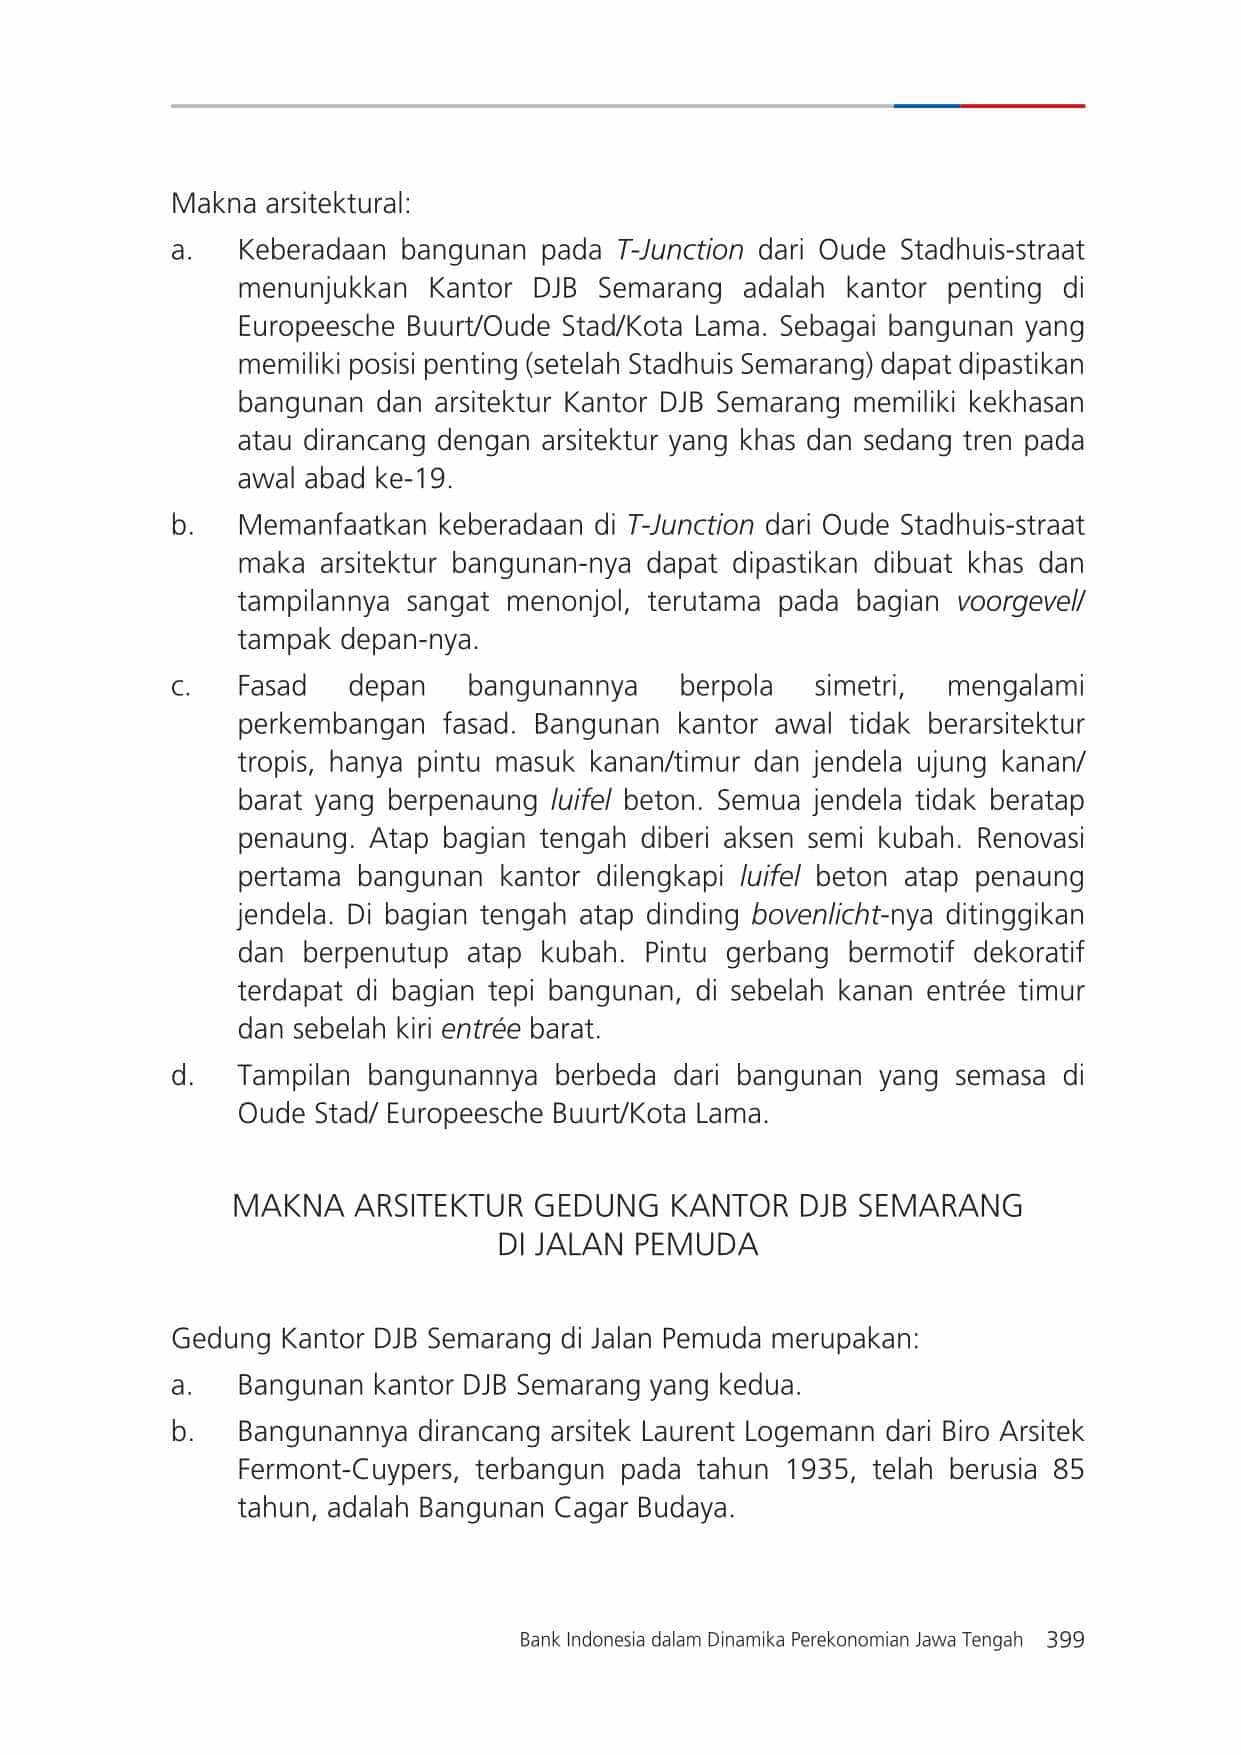 Makna arsitektural:
a. Keberadaan bangunan pada T-Junction dari Oude Stadhuis-straat
menunjukkan Kantor DJB Semarang adalah kantor penting di
Europeesche Buurt/Oude Stad/Kota Lama. Sebagai bangunan yang
memiliki posisi penting (setelah Stadhuis Semarang) dapat dipastikan
bangunan dan arsitektur Kantor DJB Semarang memiliki kekhasan
atau dirancang dengan arsitektur yang khas dan sedang tren pada
awal abad ke-19.
b. Memanfaatkan keberadaan di T-Junction dari Oude Stadhuis-straat
maka arsitektur bangunan-nya dapat dipastikan dibuat khas dan
tampilannya sangat menonjol, terutama pada bagian voorgevel/
tampak depan-nya.
c. Fasad depan bangunannya berpola simetri, mengalami
perkembangan fasad. Bangunan kantor awal tidak berarsitektur
tropis, hanya pintu masuk kanan/timur dan jendela ujung kanan/
barat yang berpenaung luifel beton. Semua jendela tidak beratap
penaung. Atap bagian tengah diberi aksen semi kubah. Renovasi
pertama bangunan kantor dilengkapi luifel beton atap penaung
jendela. Di bagian tengah atap dinding bovenlicht-nya ditinggikan
dan berpenutup atap kubah. Pintu gerbang bermotif dekoratif
terdapat di bagian tepi bangunan, di sebelah kanan entrée timur
dan sebelah kiri entrée barat.
d. Tampilan bangunannya berbeda dari bangunan yang semasa di
Oude Stad/ Europeesche Buurt/Kota Lama.
MAKNA ARSITEKTUR GEDUNG KANTOR DJB SEMARANG
DI JALAN PEMUDA
Gedung Kantor DJB Semarang di Jalan Pemuda merupakan:
a. Bangunan kantor DJB Semarang yang kedua.
b. Bangunannya dirancang arsitek Laurent Logemann dari Biro Arsitek
Fermont-Cuypers, terbangun pada tahun 1935, telah berusia 85
tahun, adalah Bangunan Cagar Budaya.
Bank Indonesia dalam Dinamika Perekonomian Jawa Tengah 399